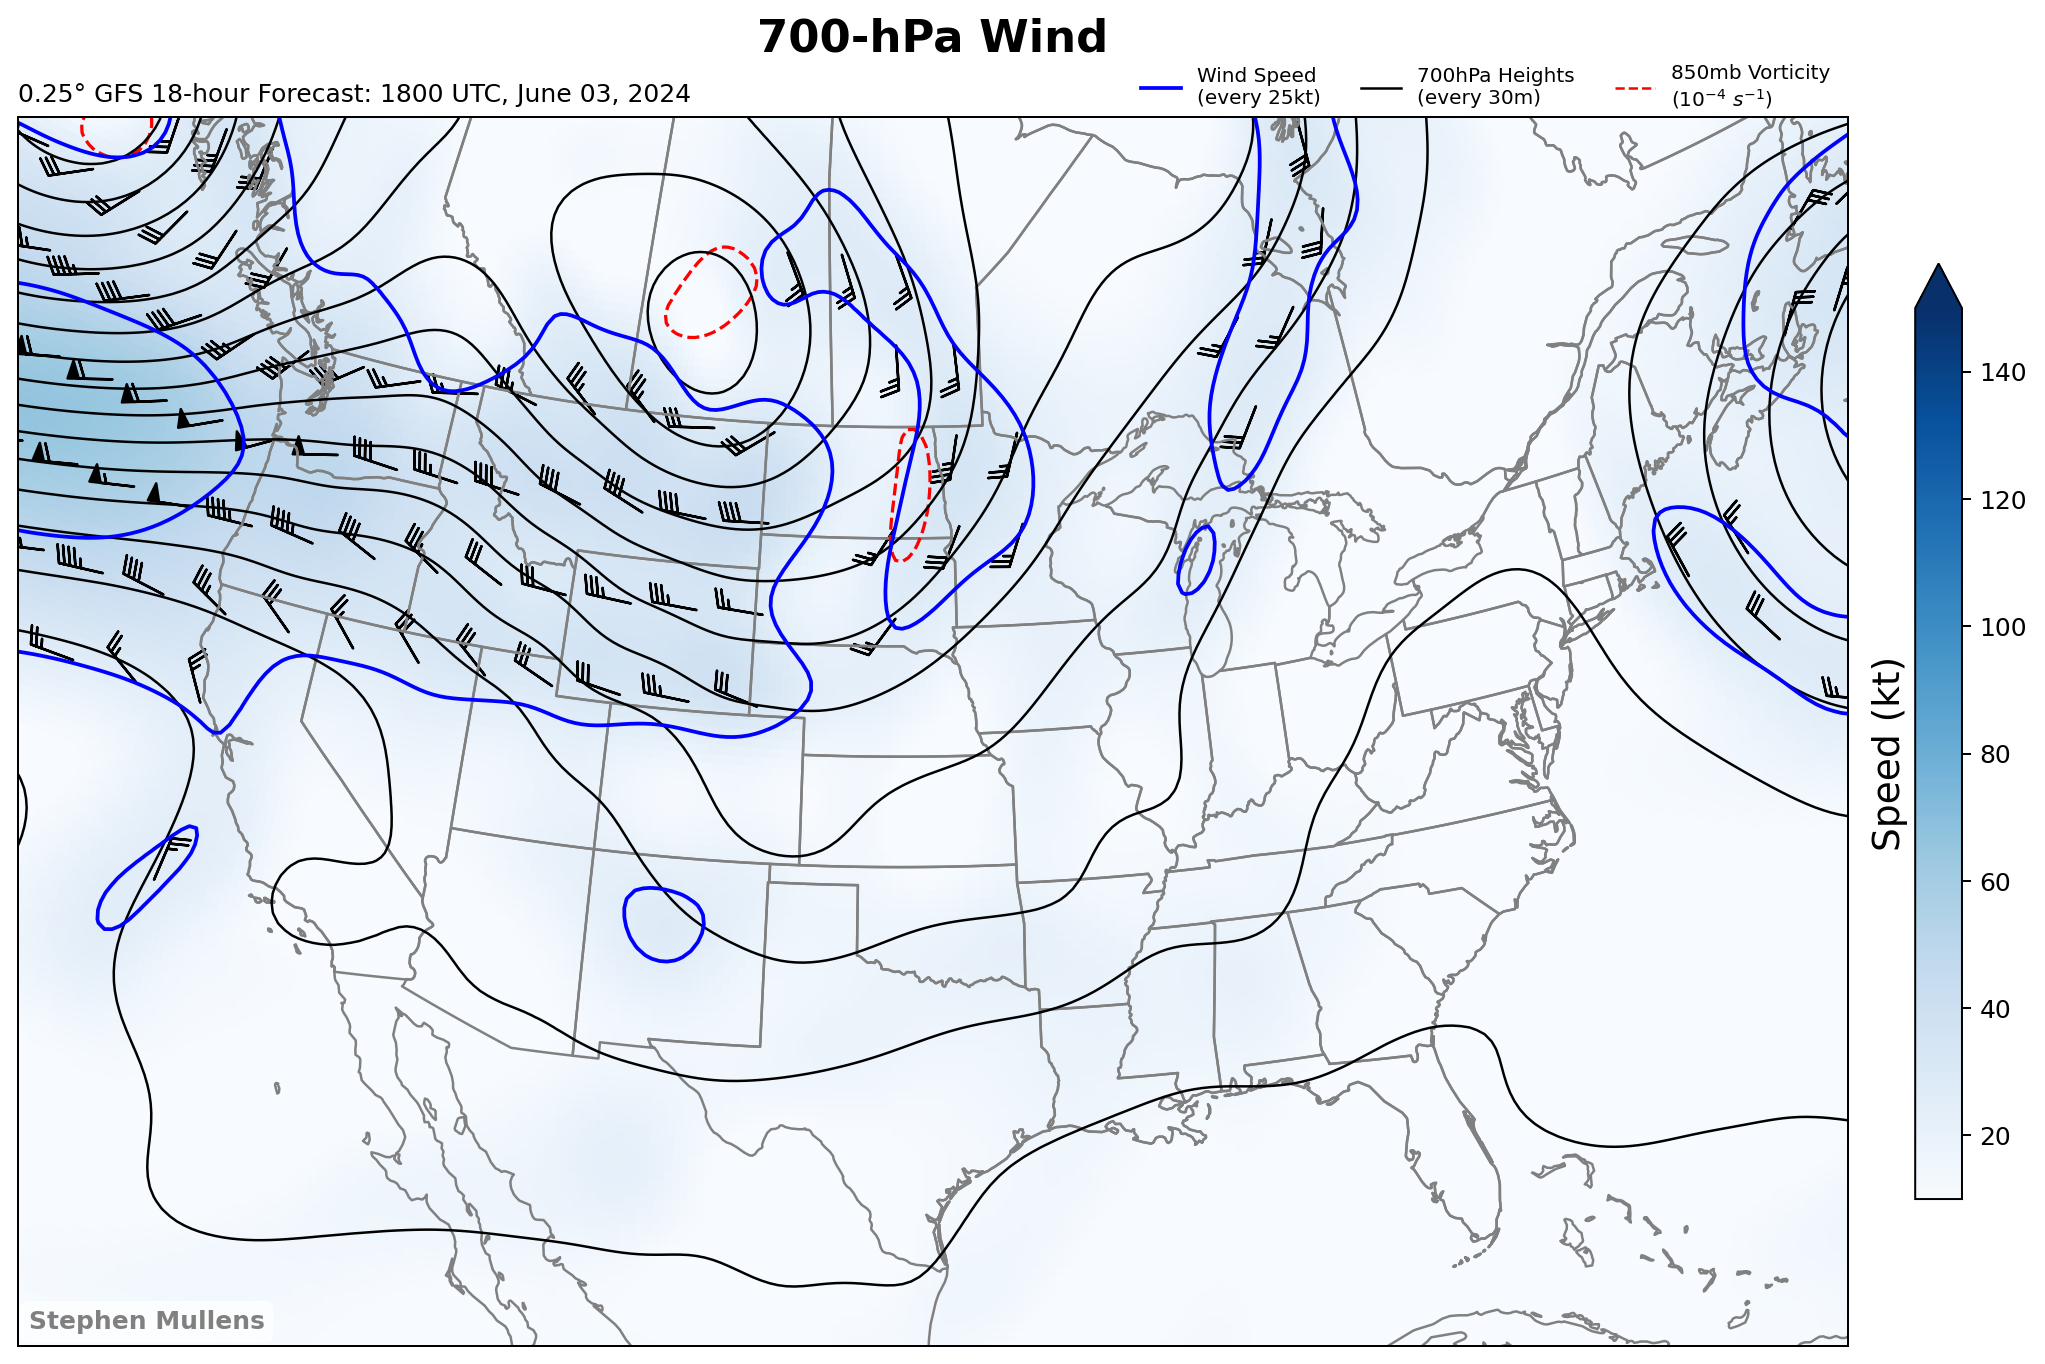 700-hPa Wind
0.25° GFS 18-hour Forecast: 1800 UTC, June 03, 2024
Wind Speed
(every 25kt)
700hPa Heights
(every 30m)
850mb Vorticity
(10⁻⁴ s⁻¹)
140
120
100
80
60
40
20
Speed (kt)
Stephen Mullens